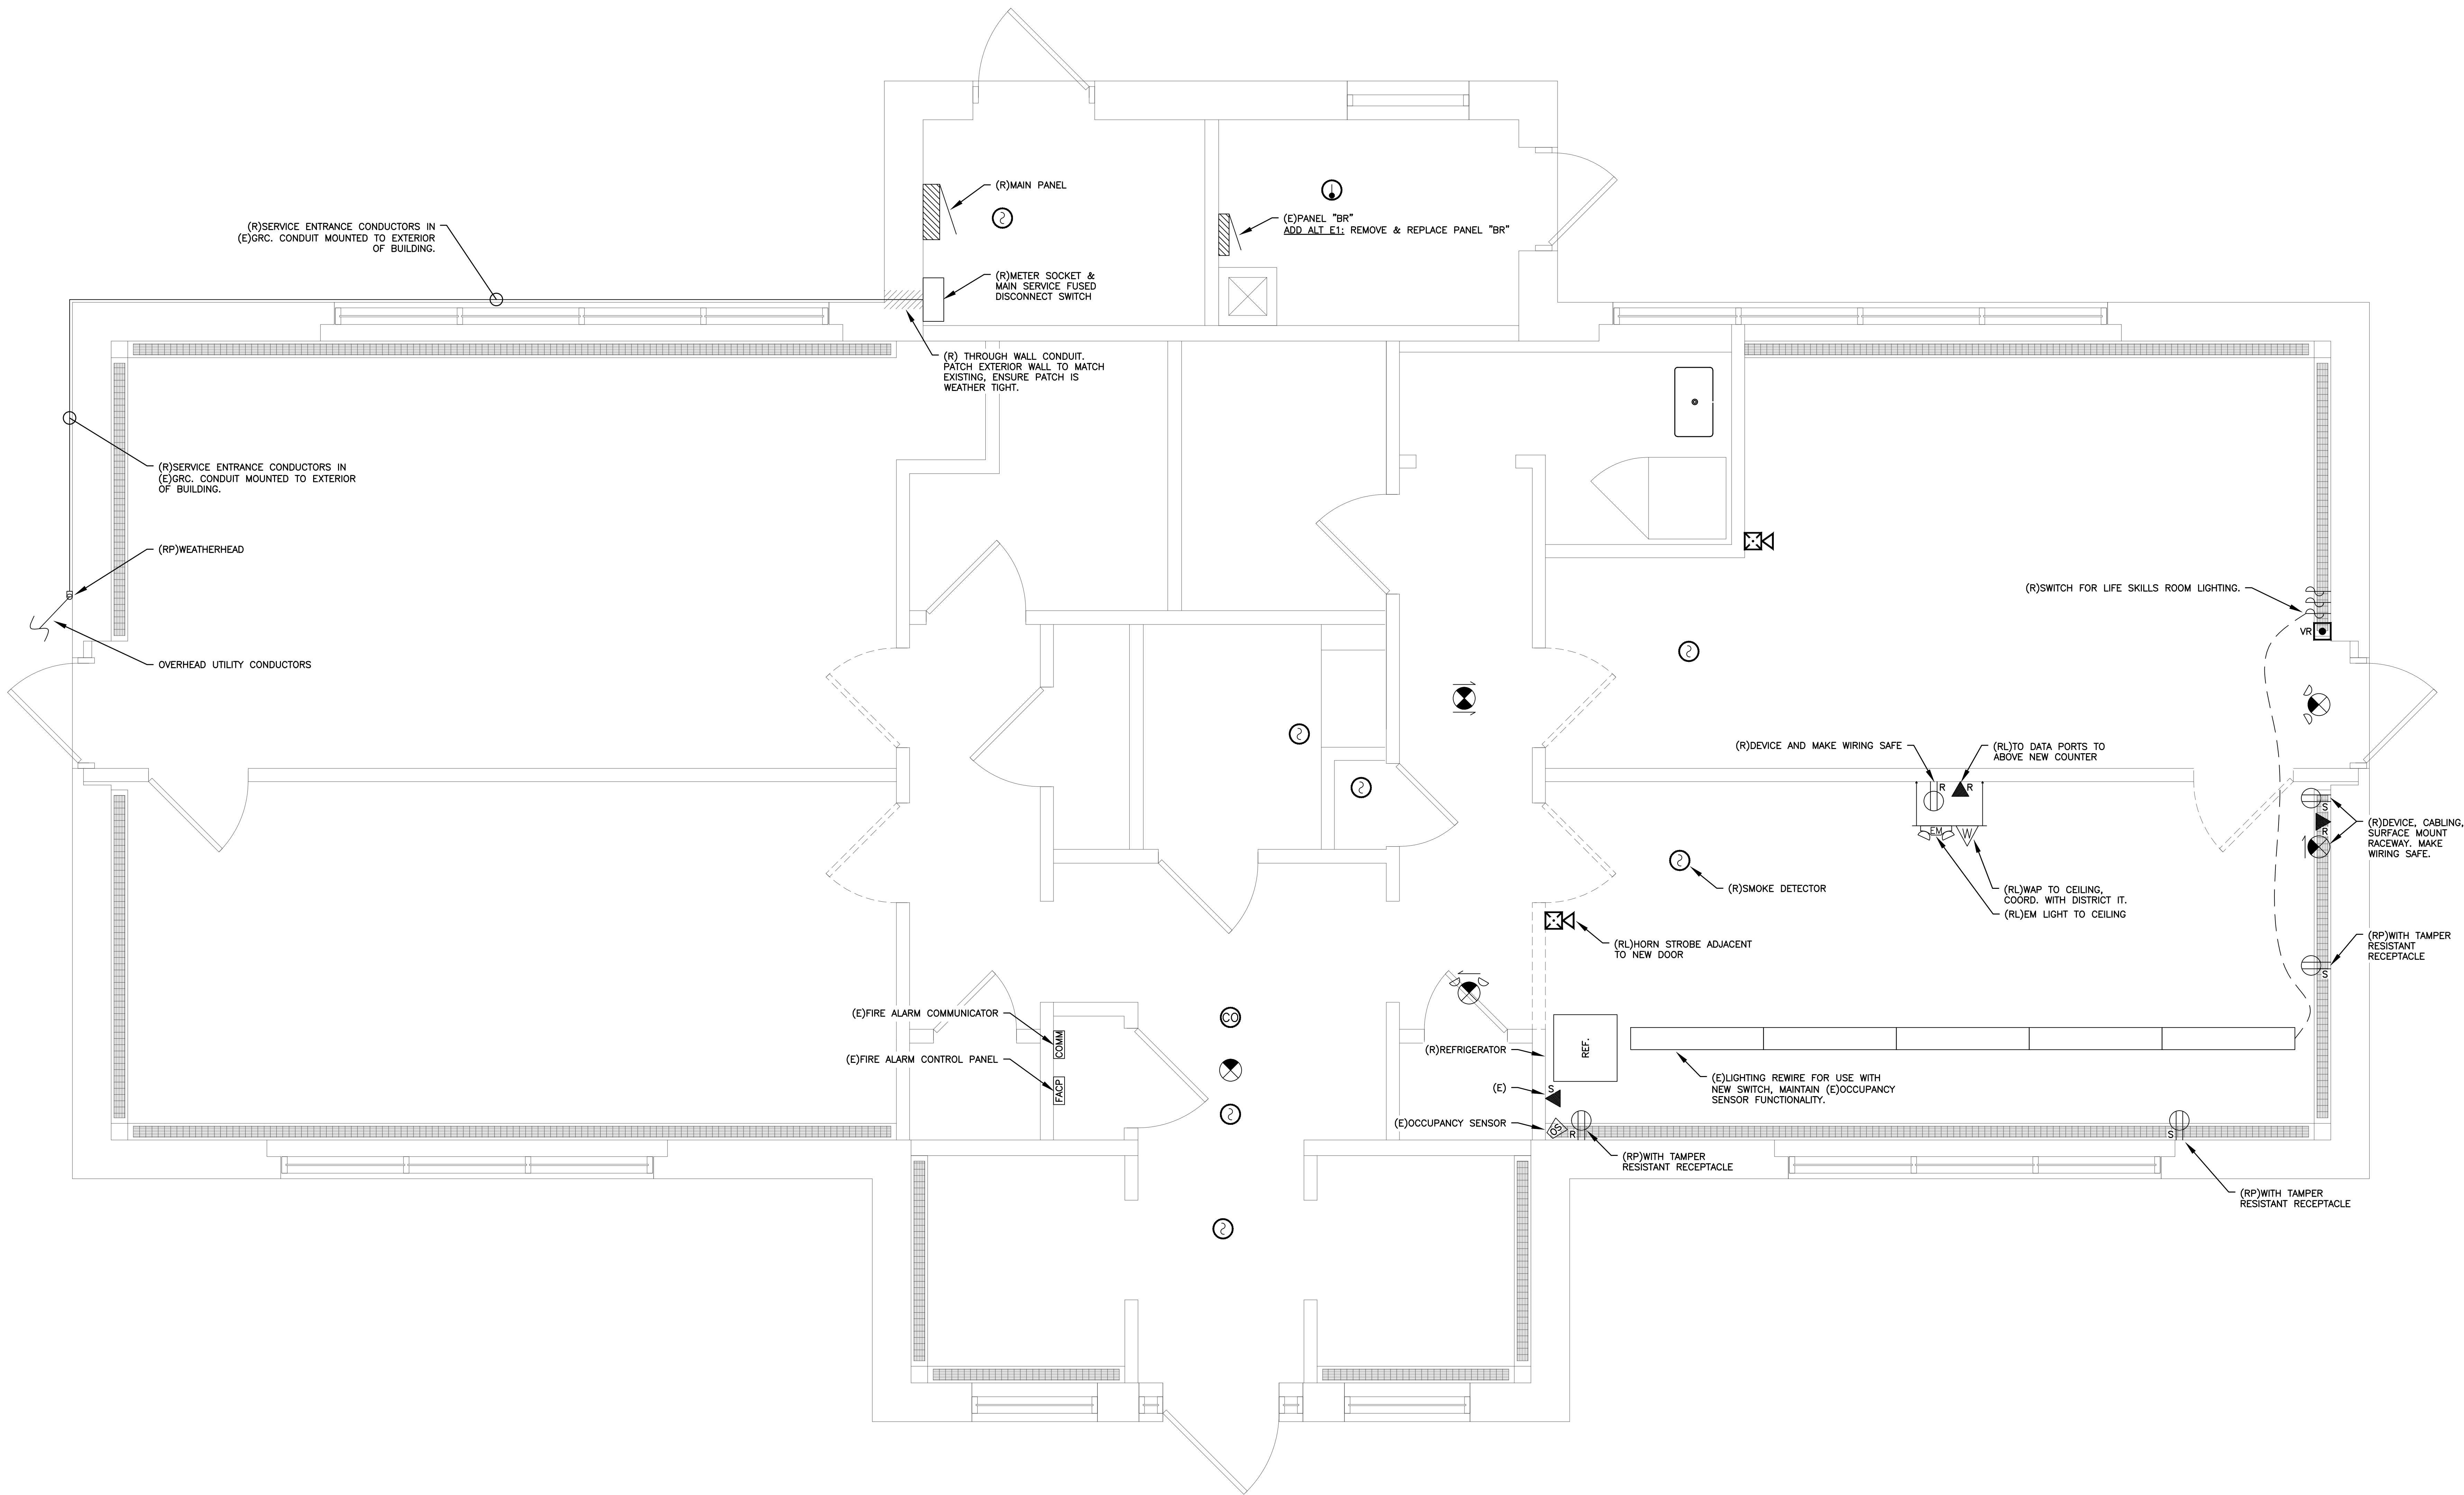 (R)MAIN PANEL
(E)PANEL "BR"
ADD ALT E1: REMOVE & REPLACE PANEL "BR"
(R)SERVICE ENTRANCE CONDUCTORS IN
(E)GRC. CONDUIT MOUNTED TO EXTERIOR
OF BUILDING.
(R)METER SOCKET &
MAIN SERVICE FUSED
DISCONNECT SWITCH
(R) THROUGH WALL CONDUIT.
PATCH EXTERIOR WALL TO MATCH
EXISTING, ENSURE PATCH IS
WEATHER TIGHT.
(R)SERVICE ENTRANCE CONDUCTORS IN
(E)GRC. CONDUIT MOUNTED TO EXTERIOR
OF BUILDING.
(RP)WEATHERHEAD
OVERHEAD UTILITY CONDUCTORS
(R)SWITCH FOR LIFE SKILLS ROOM LIGHTING.
VR
(R)DEVICE AND MAKE WIRING SAFE
(RL)TO DATA PORTS TO
ABOVE NEW COUNTER
R
R
EM
W
S
R
(R)DEVICE, CABLING,
SURFACE MOUNT
RACEWAY. MAKE
WIRING SAFE.
(R)SMOKE DETECTOR
(RL)WAP TO CEILING,
COORD. WITH DISTRICT IT.
(RL)EM LIGHT TO CEILING
(RL)HORN STROBE ADJACENT
TO NEW DOOR
(RP)WITH TAMPER
RESISTANT
RECEPTACLE
S
(E)FIRE ALARM COMMUNICATOR
COMM
CO
(E)FIRE ALARM CONTROL PANEL
FACP
(R)REFRIGERATOR
REF.
(E)
S
(E)LIGHTING REWIRE FOR USE WITH
NEW SWITCH, MAINTAIN (E)OCCUPANCY
SENSOR FUNCTIONALITY.
(E)OCCUPANCY SENSOR
OS
R
S
(RP)WITH TAMPER
RESISTANT RECEPTACLE
(RP)WITH TAMPER
RESISTANT RECEPTACLE